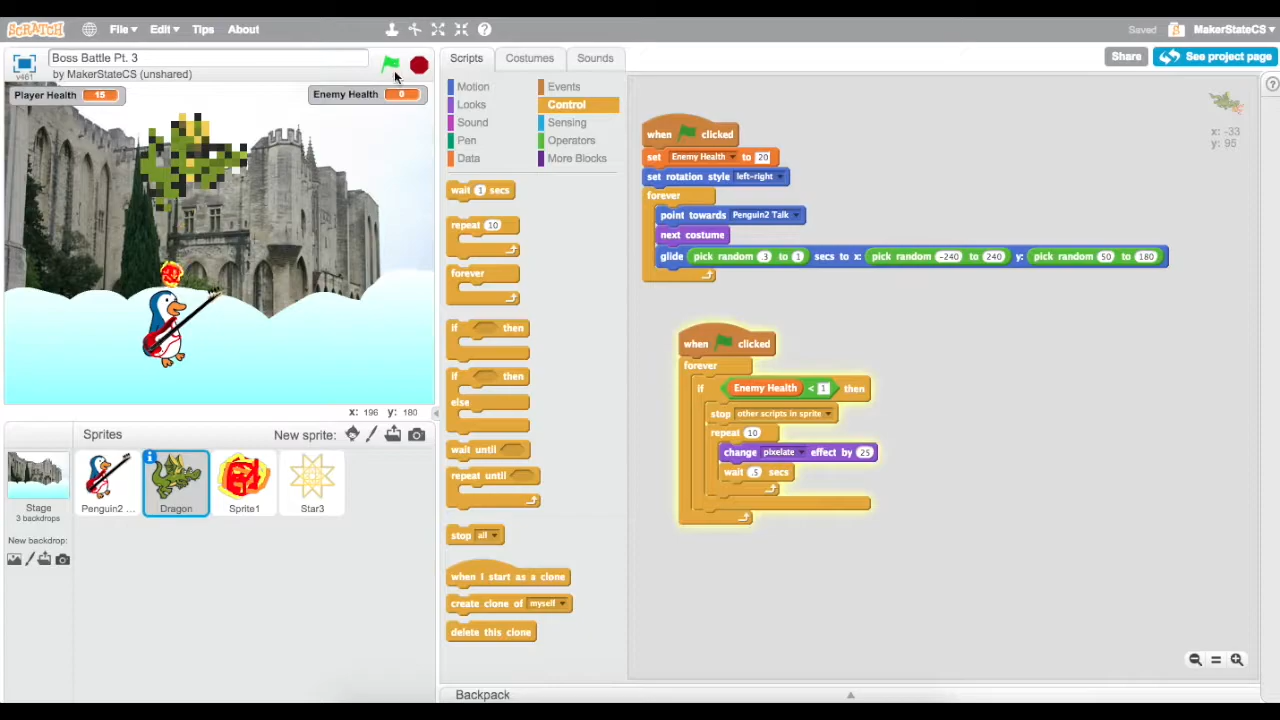 SCRATCH File Edit Tips About Saved MakerStateCS
Boss Battle Pt. 3
by MakerStateCS (unshared)
v461
Scripts Costumes Sounds
Share See project page
Player Health 15
Enemy Health 0
Motion Events
Looks Control
Sound Sensing
Pen Operators
Data More Blocks
wait 1 secs
repeat 10
forever
if then
if then
else
wait until
repeat until
stop all
when I start as a clone
create clone of myself
delete this clone
when clicked
set Enemy Health to 20
set rotation style left-right
forever
point towards Penguin2 Talk
next costume
glide pick random .3 to 1 secs to x: pick random -240 to 240 y: pick random 50 to 180
when clicked
forever
if Enemy Health < 1 then
stop other scripts in sprite
repeat 10
change pixelate effect by 25
wait .5 secs
x: -33
y: 95
x: 196 y: 180
Sprites New sprite:
Stage
3 backdrops
New backdrop:
Penguin2 ...
Dragon
Sprite1
Star3
Backpack